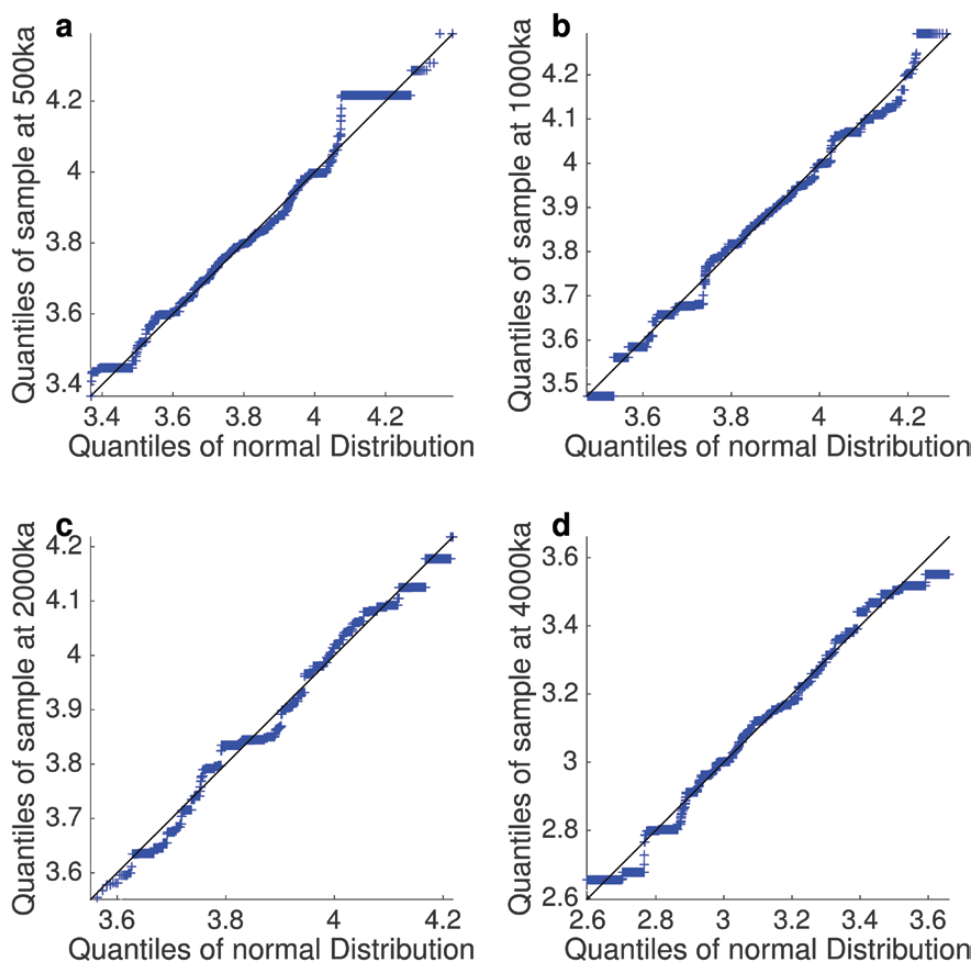 a
Quantiles of sample at 500ka
4.2
4
3.8
3.6
3.4
3.4 3.6 3.8 4 4.2
Quantiles of normal Distribution
b
Quantiles of sample at 1000ka
4.2
4.1
4
3.9
3.8
3.7
3.6
3.5
3.6 3.8 4 4.2
Quantiles of normal Distribution
c
Quantiles of sample at 2000ka
4.2
4.1
4
3.9
3.8
3.7
3.6
3.6 3.8 4 4.2
Quantiles of normal Distribution
d
Quantiles of sample at 4000ka
3.6
3.4
3.2
3
2.8
2.6
2.6 2.8 3 3.2 3.4 3.6
Quantiles of normal Distribution